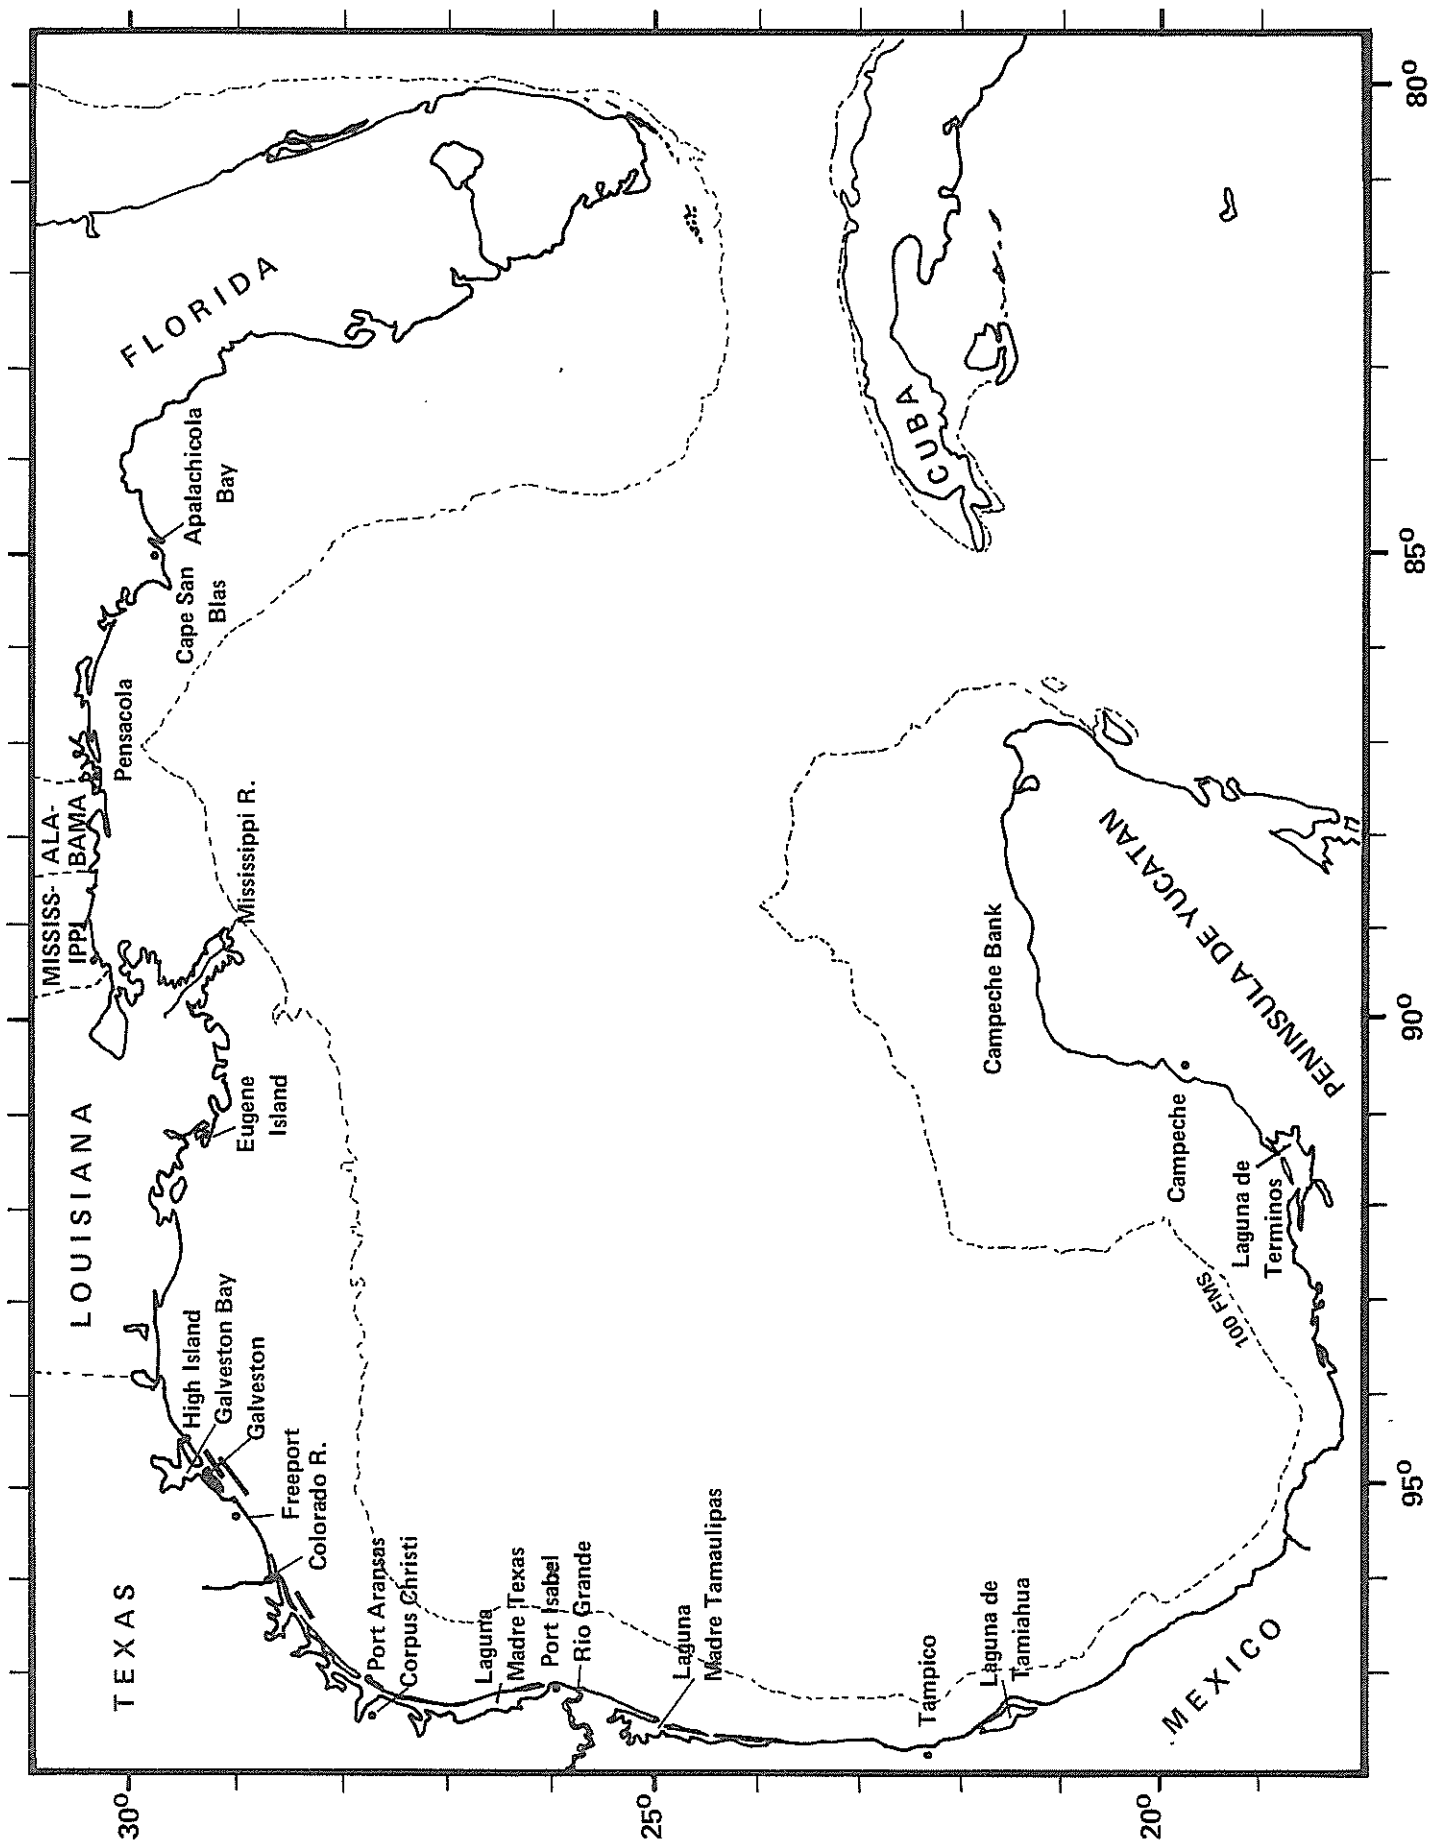 TEXAS
LOUISIANA
MISSISS-
IPPI
ALA-
BAMA
FLORIDA
High Island
Galveston Bay
Galveston
Freeport
Colorado R.
Port Aransas
Corpus Christi
Laguna
Madre Texas
Port Isabel
Rio Grande
Laguna
Madre Tamaulipas
Tampico
Laguna de
Tamiahua
MEXICO
Eugene
Island
Mississippi R.
Pensacola
Cape San
Blas
Apalachicola
Bay
CUBA
Campeche Bank
PENINSULA DE YUCATAN
Campeche
Laguna de
Terminos
100 FMS
30°
25°
20°
95°
90°
85°
80°